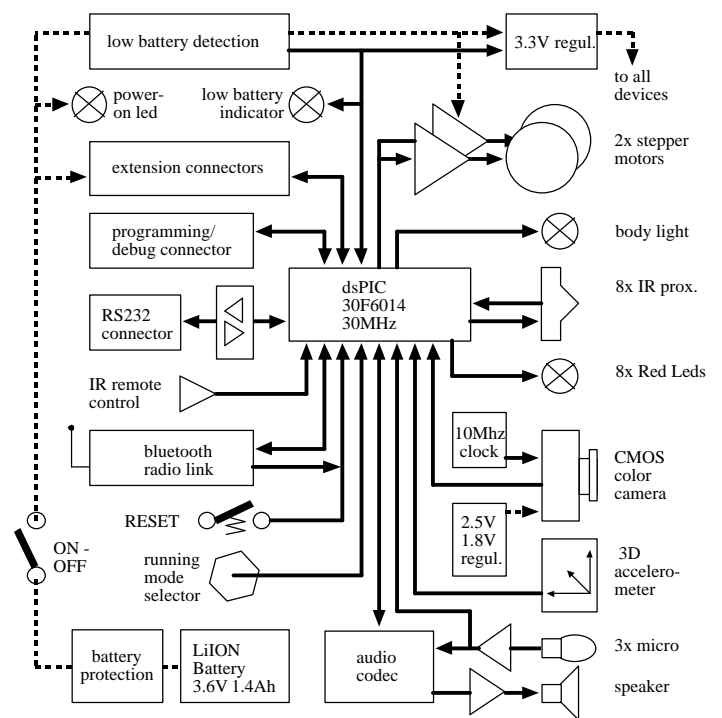 low battery detection
3.3V regul.
to all
devices
power-
on led
low battery
indicator
2x stepper
motors
extension connectors
programming/
debug connector
body light
dsPIC
30F6014
30MHz
8x IR prox.
RS232
connector
8x Red Leds
IR remote
control
10Mhz
clock
bluetooth
radio link
CMOS
color
camera
RESET
2.5V
1.8V
regul.
ON -
OFF
running
mode
selector
3D
accelero-
meter
battery
protection
LiION
Battery
3.6V 1.4Ah
audio
codec
3x micro
speaker